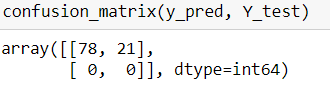 confusion_matrix(y_pred, Y_test)
array([[78, 21],
[ 0, 0]], dtype=int64)